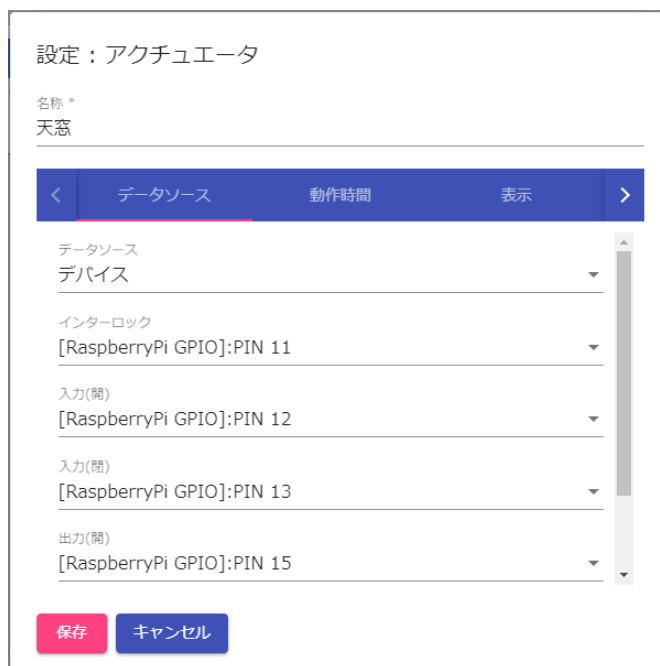 設定：アクチュエータ
名称 *
天窓
データソース 動作時間 表示
データソース
デバイス
インターロック
[RaspberryPi GPIO]:PIN 11
入力(開)
[RaspberryPi GPIO]:PIN 12
入力(閉)
[RaspberryPi GPIO]:PIN 13
出力(開)
[RaspberryPi GPIO]:PIN 15
保存 キャンセル